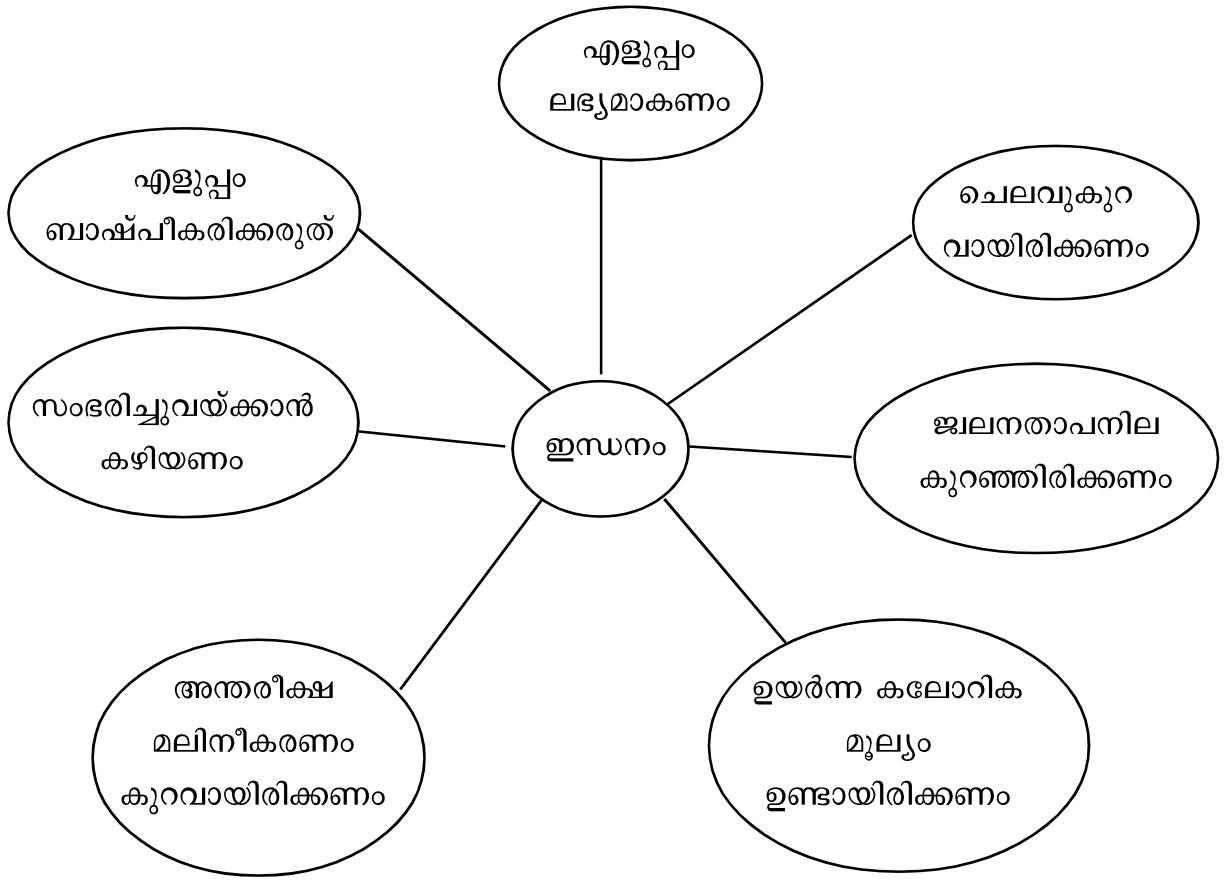 എളുപ്പം
ലഭ്യമാകണം
എളുപ്പം
ബാഷ്പീകരിക്കരുത്
ചെലവുകുറ
വായിരിക്കണം
സംഭരിച്ചുവയ്ക്കാൻ
കഴിയണം
ഇന്ധനം
ജ്വലനതാപനില
കുറഞ്ഞിരിക്കണം
അന്തരീക്ഷ
മലിനീകരണം
കുറവായിരിക്കണം
ഉയർന്ന കലോറിക
മൂല്യം
ഉണ്ടായിരിക്കണം